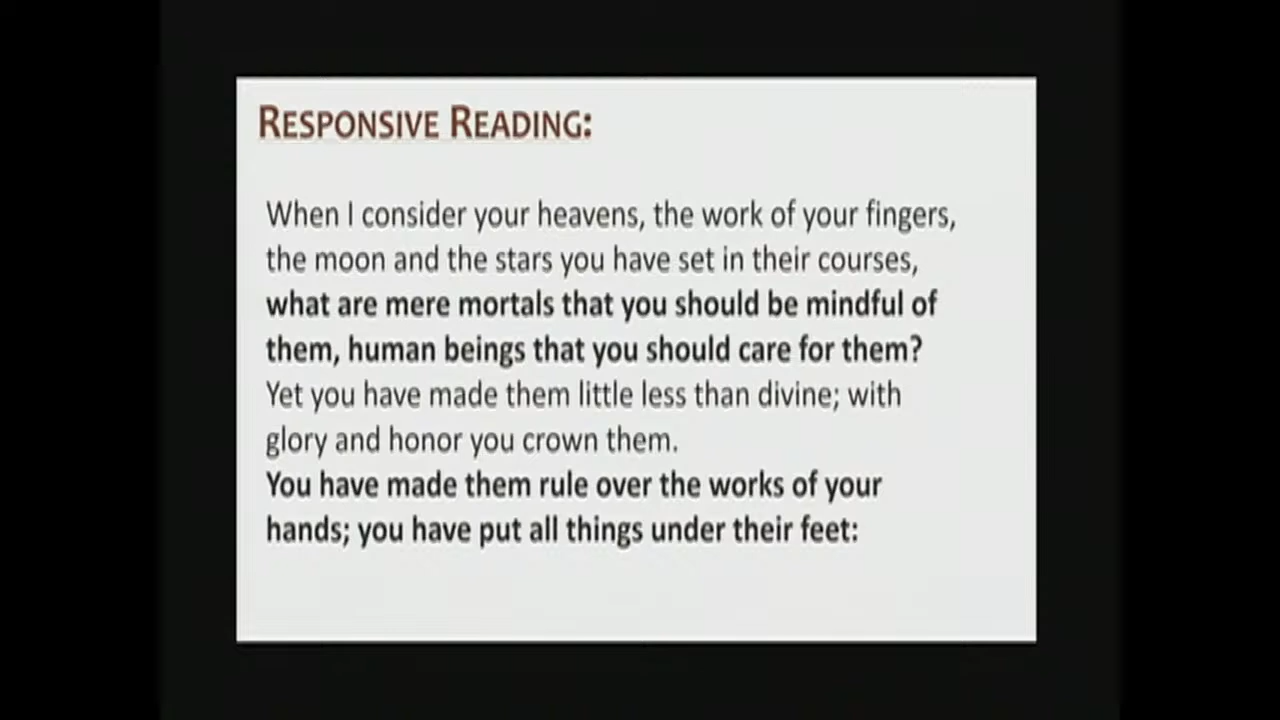 RESPONSIVE READING:
When I consider your heavens, the work of your fingers,
the moon and the stars you have set in their courses,
what are mere mortals that you should be mindful of
them, human beings that you should care for them?
Yet you have made them little less than divine; with
glory and honor you crown them.
You have made them rule over the works of your
hands; you have put all things under their feet: